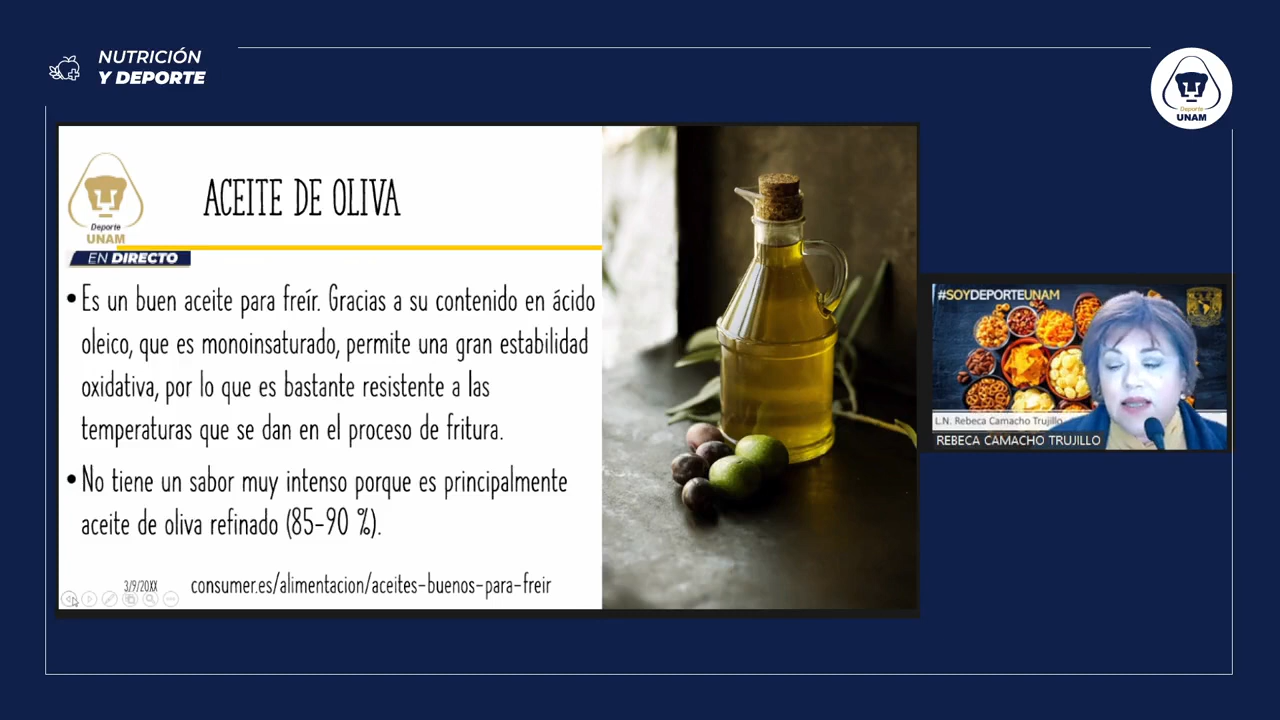 NUTRICIÓN
Y DEPORTE
Deporte
UNAM
Deporte
UNAM
EN DIRECTO
ACEITE DE OLIVA
• Es un buen aceite para freír. Gracias a su contenido en ácido
oleico, que es monoinsaturado, permite una gran estabilidad
oxidativa, por lo que es bastante resistente a las
temperaturas que se dan en el proceso de fritura.
• No tiene un sabor muy intenso porque es principalmente
aceite de oliva refinado (85-90 %).
3/9/20XX
consumer.es/alimentacion/aceites-buenos-para-freir
#SOYDEPORTEUNAM
L.N. Rebeca Camacho Trujillo
REBECA CAMACHO TRUJILLO